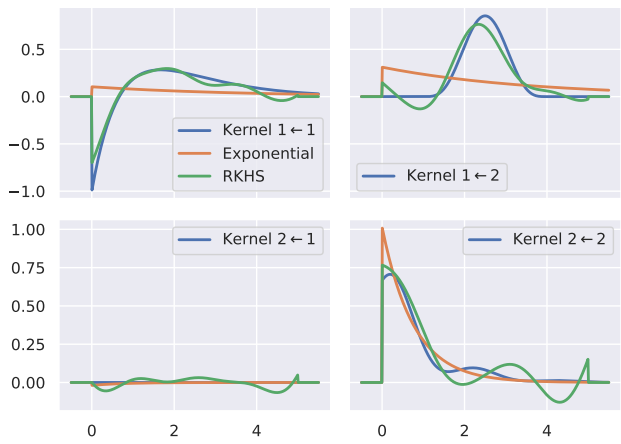 0.5
0.0
−0.5
−1.0
Kernel 1←1
Exponential
RKHS
Kernel 1←2
1.00
0.75
0.50
0.25
0.00
Kernel 2←1
Kernel 2←2
0 2 4
0 2 4